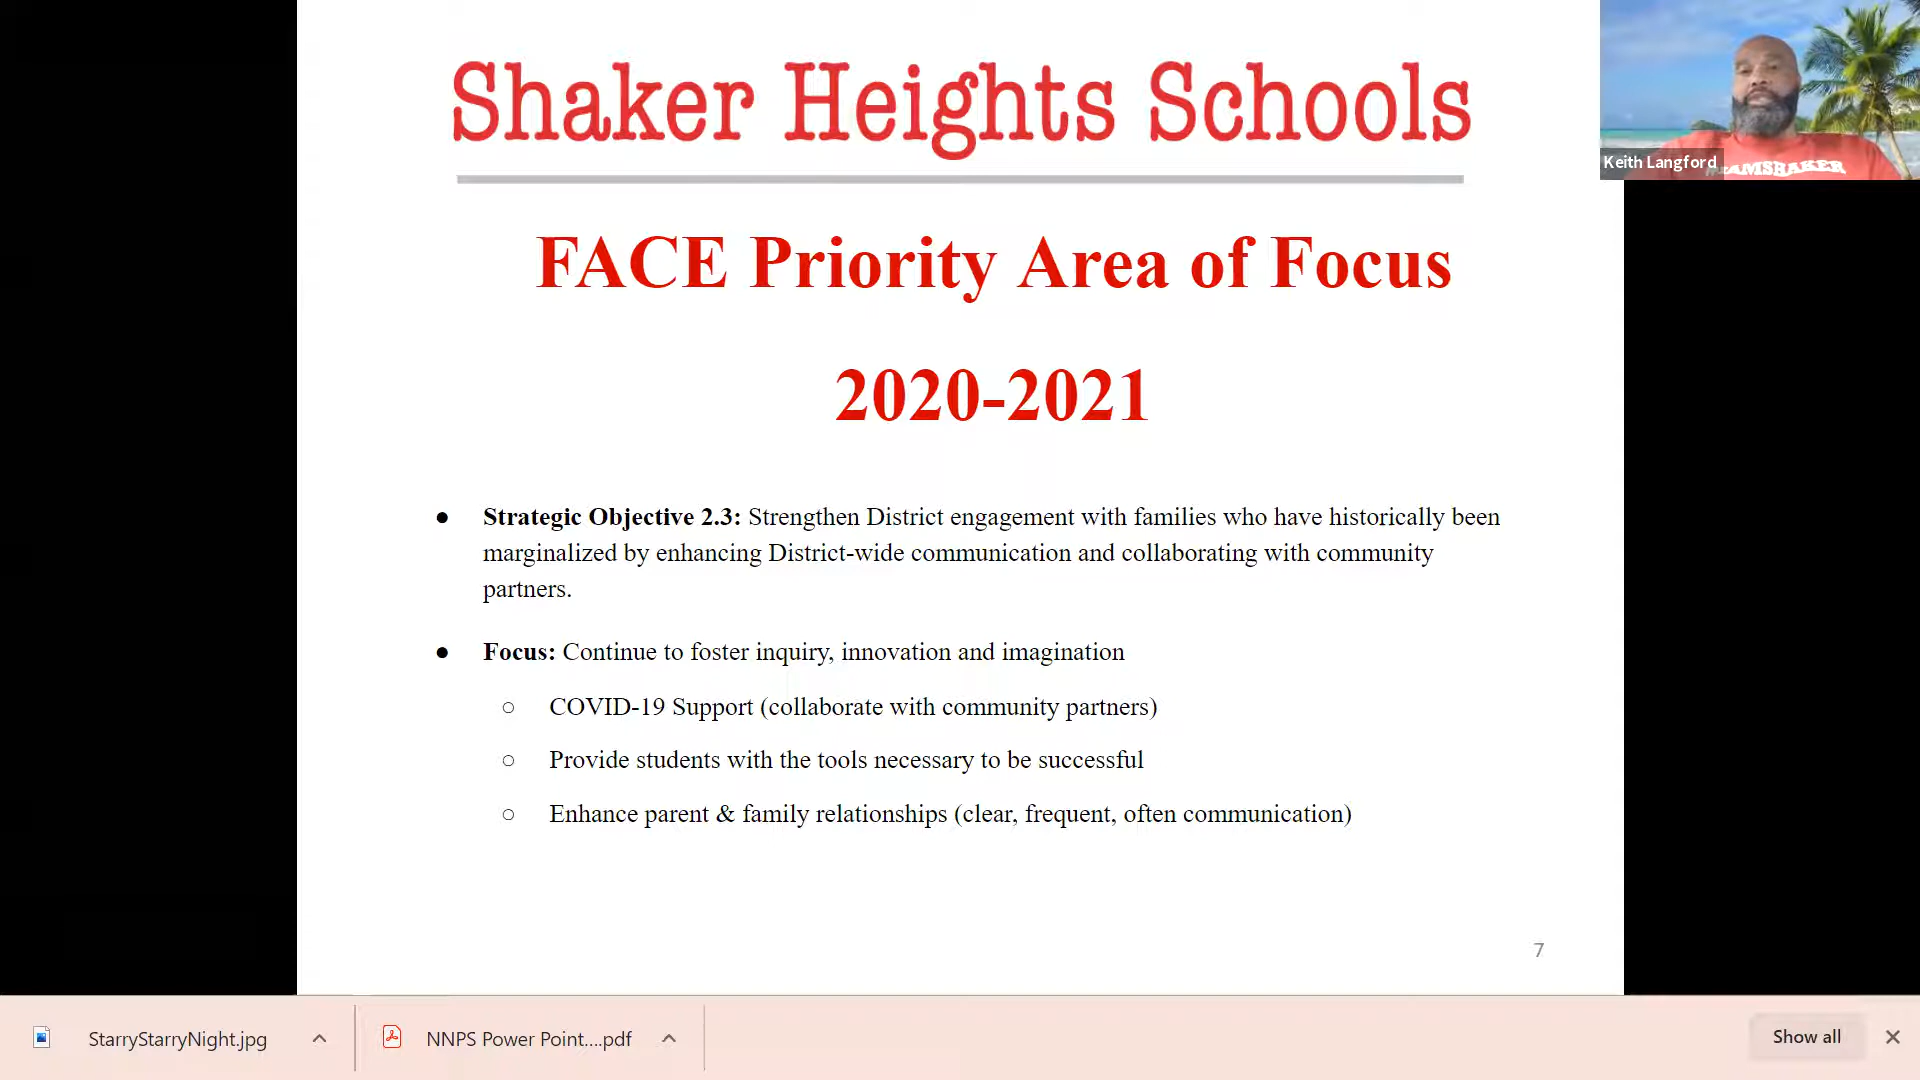 Shaker Heights Schools
Keith Langford
FACE Priority Area of Focus
2020-2021
● Strategic Objective 2.3: Strengthen District engagement with families who have historically been
marginalized by enhancing District-wide communication and collaborating with community
partners.
● Focus: Continue to foster inquiry, innovation and imagination
○ COVID-19 Support (collaborate with community partners)
○ Provide students with the tools necessary to be successful
○ Enhance parent & family relationships (clear, frequent, often communication)
7
StarryStarryNight.jpg
NNPS Power Point....pdf
Show all